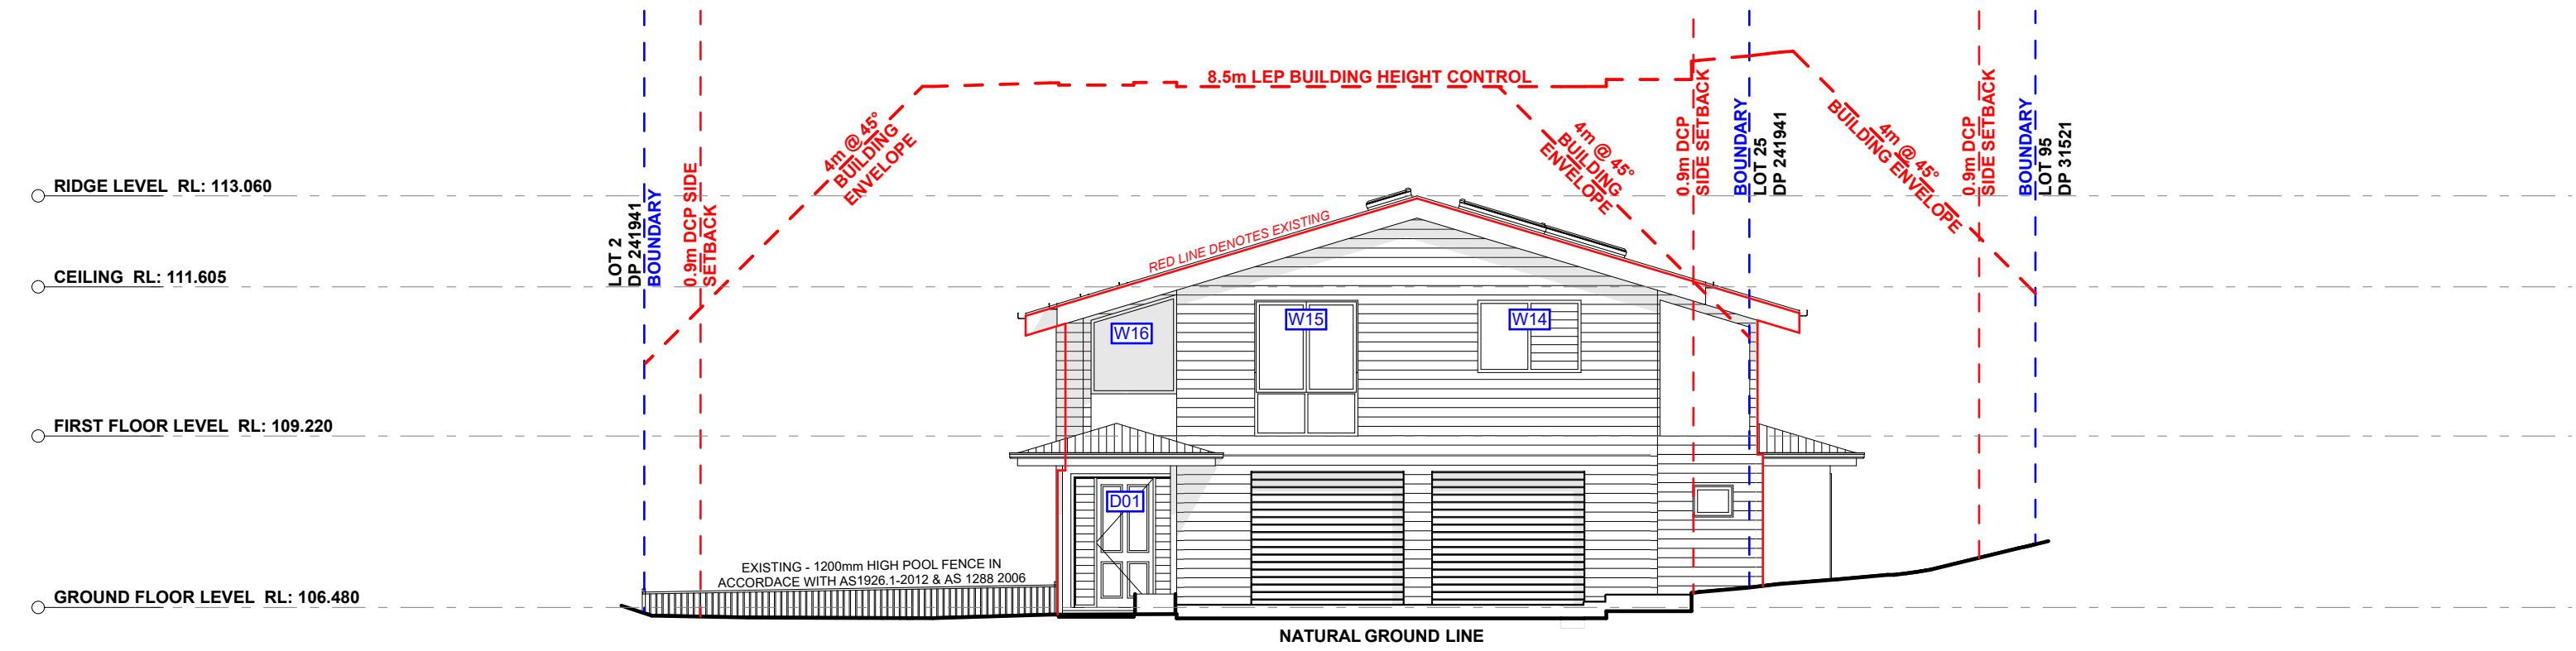 8.5m LEP BUILDING HEIGHT CONTROL
4m @ 45°
BUILDING
ENVELOPE
4m @ 45°
BUILDING
ENVELOPE
4m @ 45°
BUILDING ENVELOPE
LOT 2
DP 241941
BOUNDARY
0.9m DCP SIDE
SETBACK
0.9m DCP
SIDE SETBACK
BOUNDARY
LOT 25
DP 241941
0.9m DCP
SIDE SETBACK
BOUNDARY
LOT 95
DP 31521
RIDGE LEVEL RL: 113.060
RED LINE DENOTES EXISTING
CEILING RL: 111.605
W16
W15
W14
FIRST FLOOR LEVEL RL: 109.220
D01
EXISTING - 1200mm HIGH POOL FENCE IN
ACCORDACE WITH AS1926.1-2012 & AS 1288 2006
GROUND FLOOR LEVEL RL: 106.480
NATURAL GROUND LINE